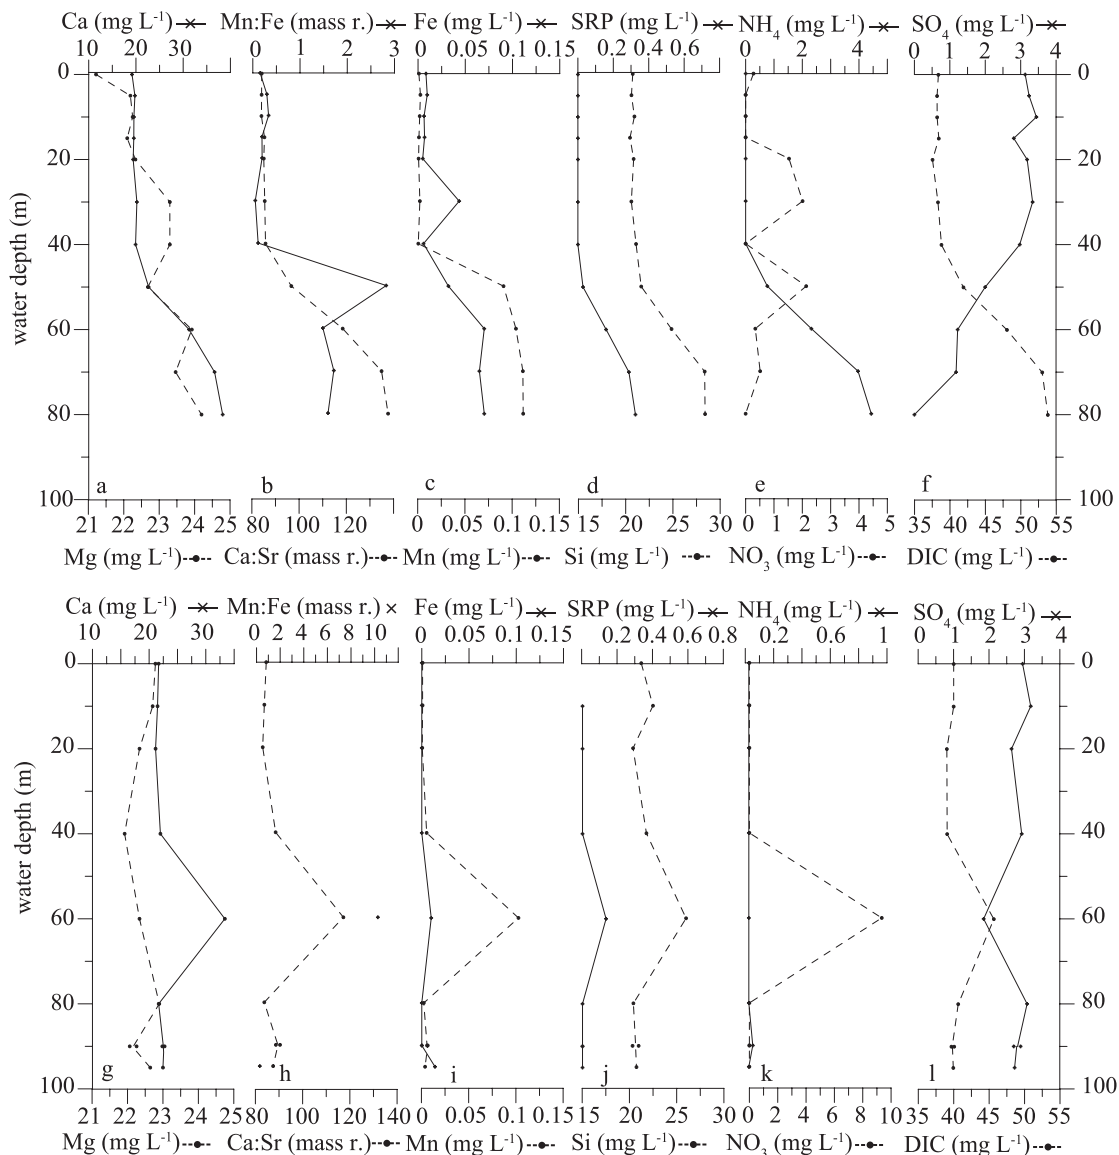 Ca (mg L-1) Mn:Fe (mass r.) Fe (mg L-1) SRP (mg L-1) NH4 (mg L-1) SO4 (mg L-1)
10 20 30 0 1 2 3 0 0.05 0.10 0.15 0.2 0.4 0.6 0 2 4 0 1 2 3 4
0 0
20 20
40 40
60 60
80 80
100 100
water depth (m)
a b c d e f
21 22 23 24 25 80 100 120 140 0 0.05 0.10 0.15 15 20 25 30 0 1 2 3 4 5 35 40 45 50 55
Mg (mg L-1) Ca:Sr (mass r.) Mn (mg L-1) Si (mg L-1) NO3 (mg L-1) DIC (mg L-1)
Ca (mg L-1) Mn:Fe (mass r.) × Fe (mg L-1) SRP (mg L-1) NH4 (mg L-1) SO4 (mg L-1)
10 20 30 0 2 4 6 8 10 0 0.05 0.10 0.15 0.2 0.4 0.6 0.8 0.2 0.6 1 0 1 2 3 4
0 0
20 20
40 40
60 60
80 80
100 100
water depth (m)
g h i j k l
21 22 23 24 25 80 100 120 140 0 0.05 0.10 0.15 15 20 25 30 0 2 4 6 8 10 35 40 45 50 55
Mg (mg L-1) Ca:Sr (mass r.) Mn (mg L-1) Si (mg L-1) NO3 (mg L-1) DIC (mg L-1)